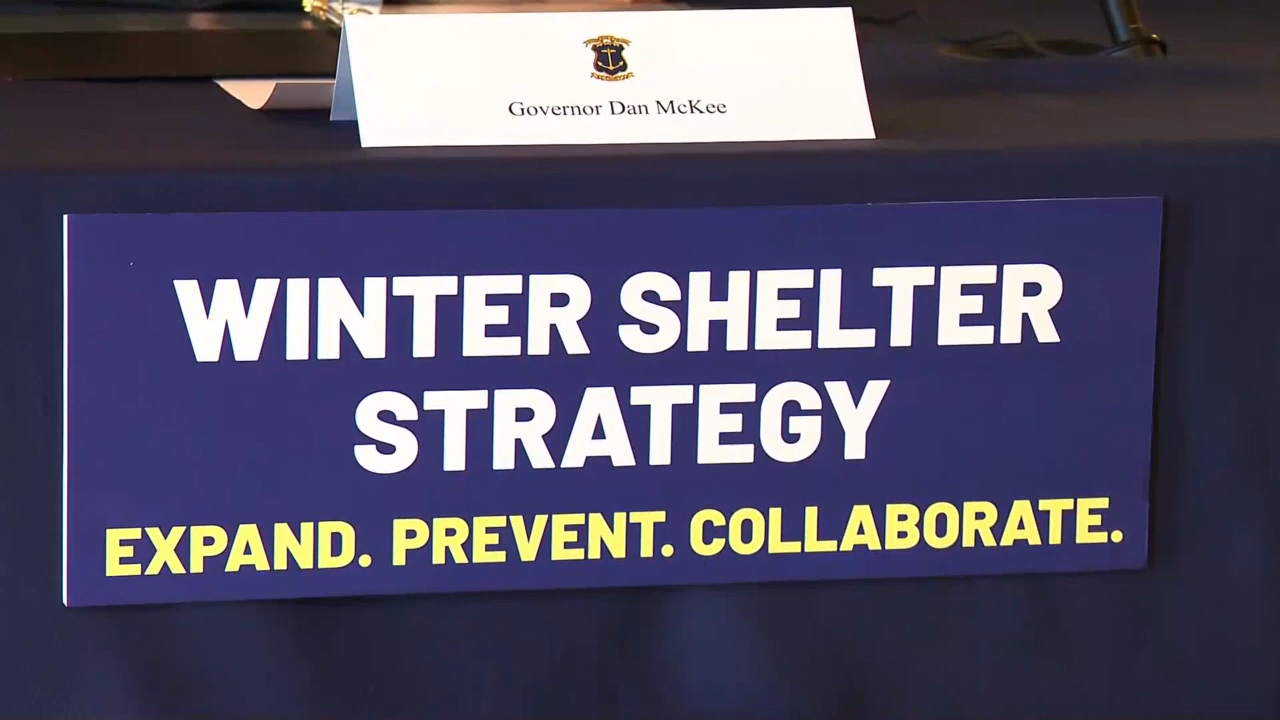 Governor Dan McKee
WINTER SHELTER
STRATEGY
EXPAND. PREVENT. COLLABORATE.